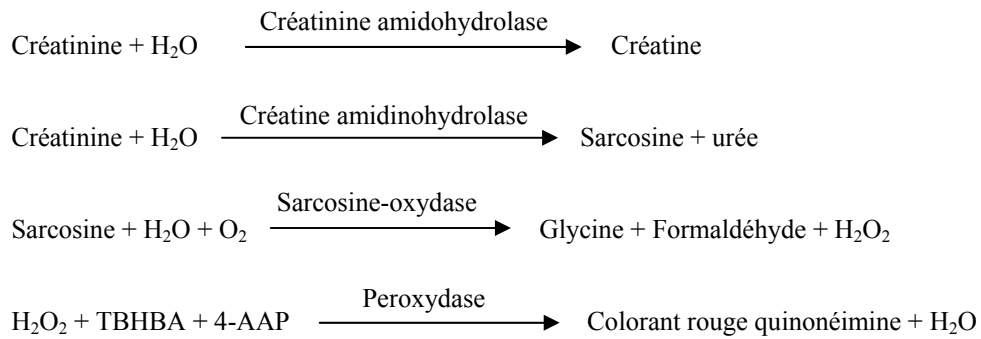 Créatinine amidohydrolase
Créatinine + H₂O Créatine
Créatine amidinohydrolase
Créatinine + H₂O Sarcosine + urée
Sarcosine-oxydase
Sarcosine + H₂O + O₂ Glycine + Formaldéhyde + H₂O₂
Peroxydase
H₂O₂ + TBHBA + 4-AAP Colorant rouge quinonéimine + H₂O